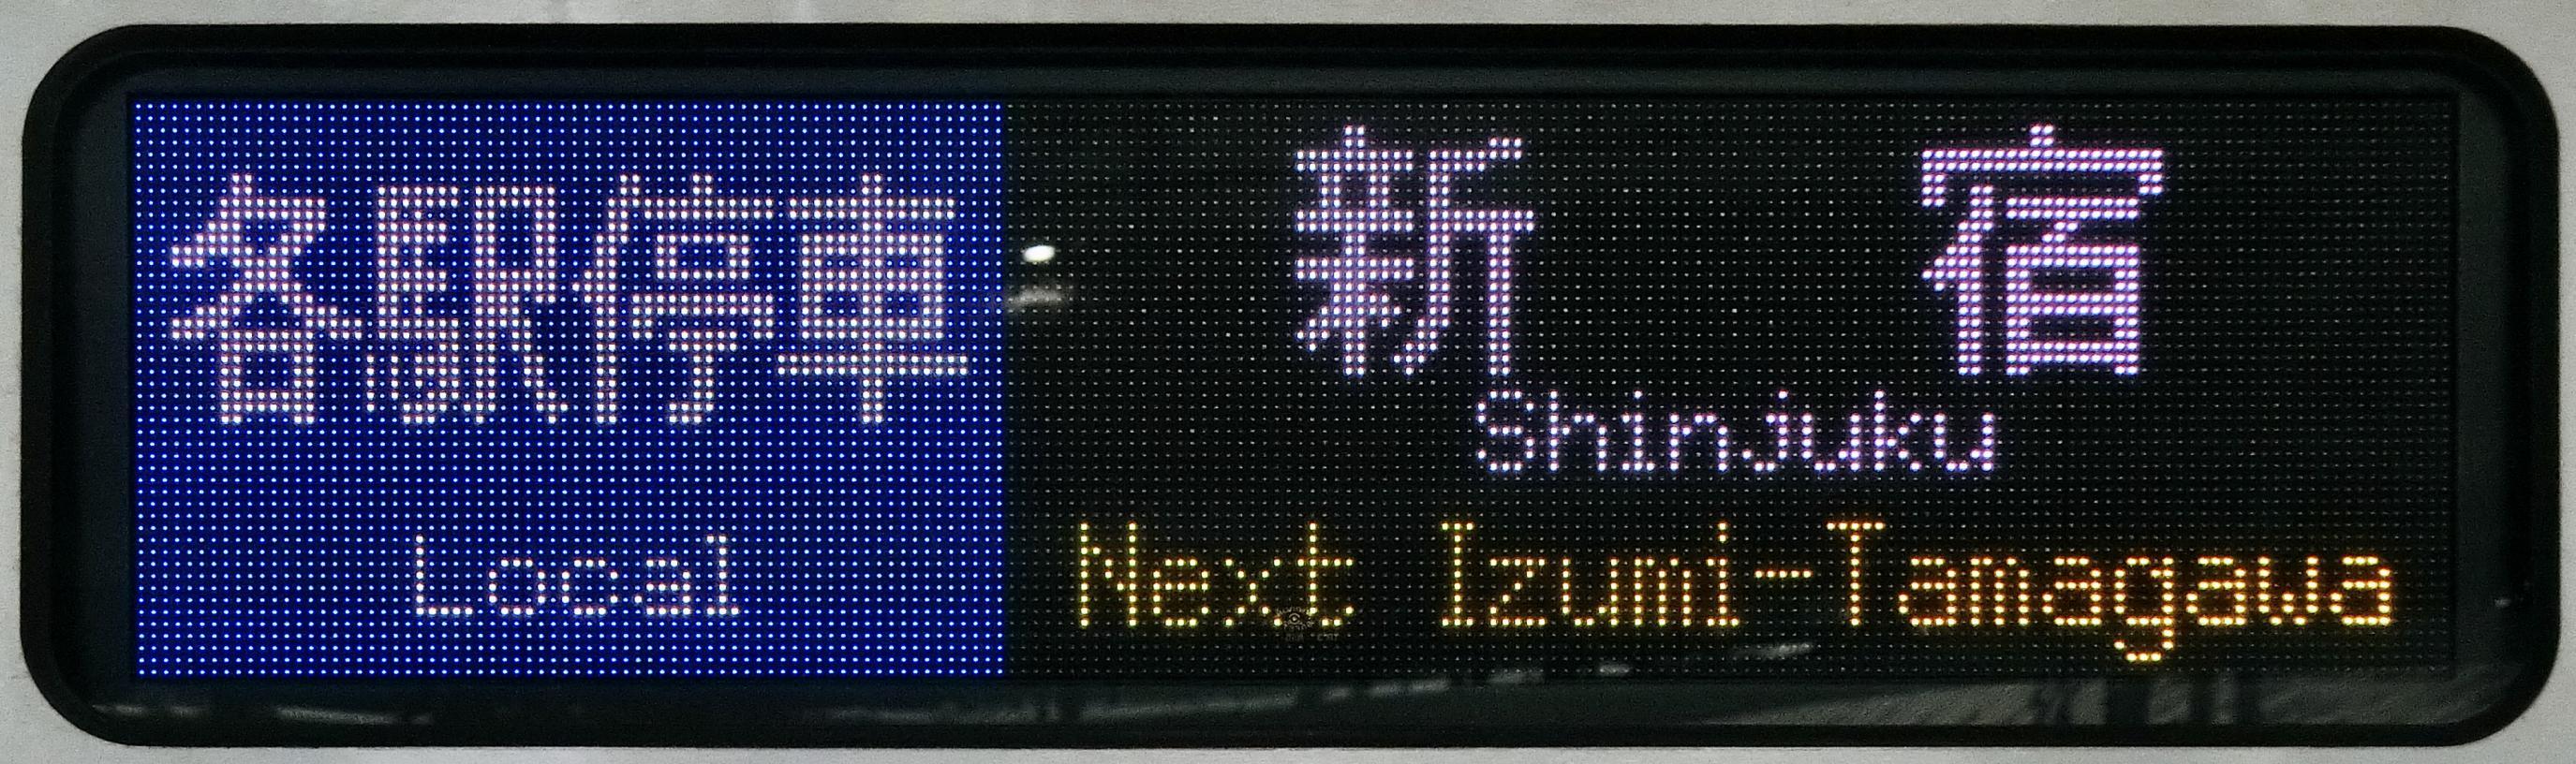 各駅停車
Local
新宿
Shinjuku
Next Izumi-Tamagawa